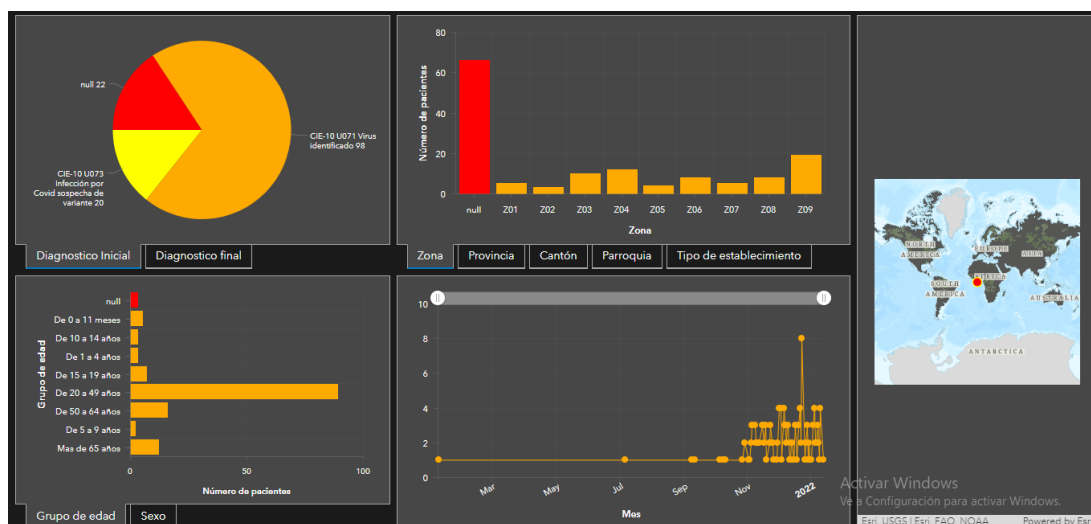 null 22
CIE-10 U071 Virus
identificado 98
CIE-10 U073
Infección por
Covid sospecha de
variante 20
Diagnostico Inicial
Diagnostico final
80
60
40
20
0
Número de pacientes
null
Z01
Z02
Z03
Z04
Z05
Z06
Z07
Z08
Z09
Zona
Zona
Provincia
Cantón
Parroquia
Tipo de establecimiento
Grupo de edad
null
De 0 a 11 meses
De 10 a 14 años
De 1 a 4 años
De 15 a 19 años
De 20 a 49 años
De 50 a 64 años
De 5 a 9 años
Mas de 65 años
0
50
100
Número de pacientes
Grupo de edad
Sexo
10
8
6
4
2
0
Mar
May
Jul
Sep
Nov
2022
Mes
NORTH
AMERICA
EUROPE
ASIA
AFRICA
SOUTH
AMERICA
AUSTRALIA
ANTARCTICA
Activar Windows
Ve a Configuración para activar Windows.
Esri, USGS | Esri, FAO, NOAA
Powered by Esri